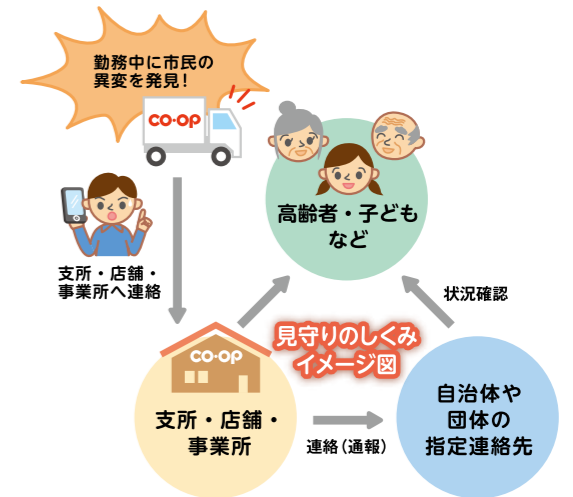 勤務中に市民の
異変を発見！
co・op
高齢者・子ども
など
支所・店舗・
事業所へ連絡
状況確認
見守りのしくみ
イメージ図
co・op
支所・店舗・
事業所
連絡（通報）
自治体や
団体の
指定連絡先